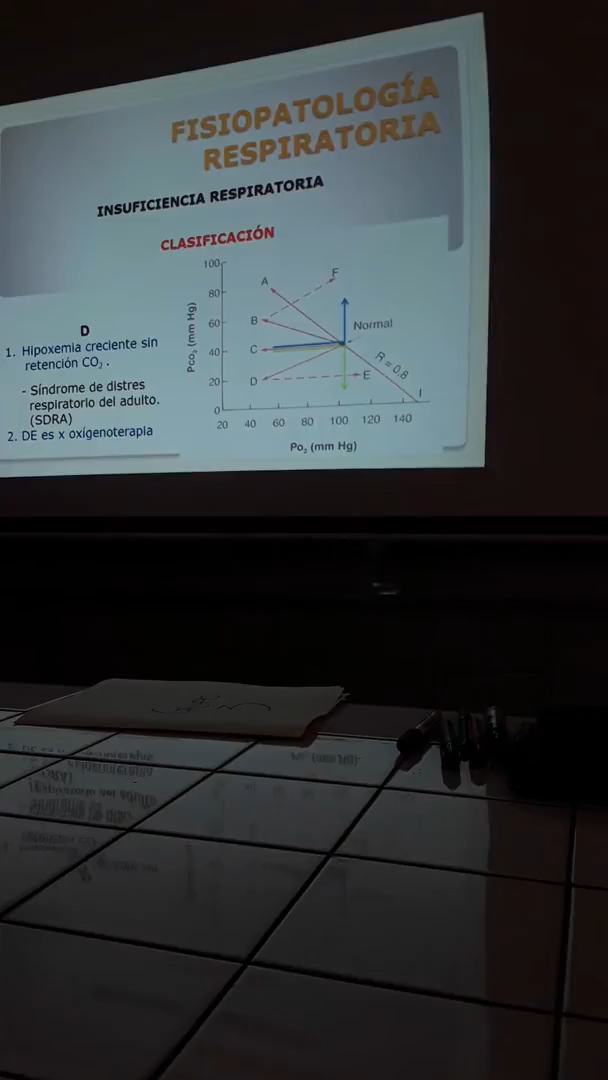 FISIOPATOLOGÍA
RESPIRATORIA
INSUFICIENCIA RESPIRATORIA
CLASIFICACIÓN
D
1. Hipoxemia creciente sin
retención CO₂ .
- Síndrome de distres
respiratorio del adulto.
(SDRA)
2. DE es x oxigenoterapia
Pco₂ (mm Hg)
100
80
60
40
20
0
A
F
B
Normal
C
R = 0.8
D
E
I
20 40 60 80 100 120 140
Po₂ (mm Hg)